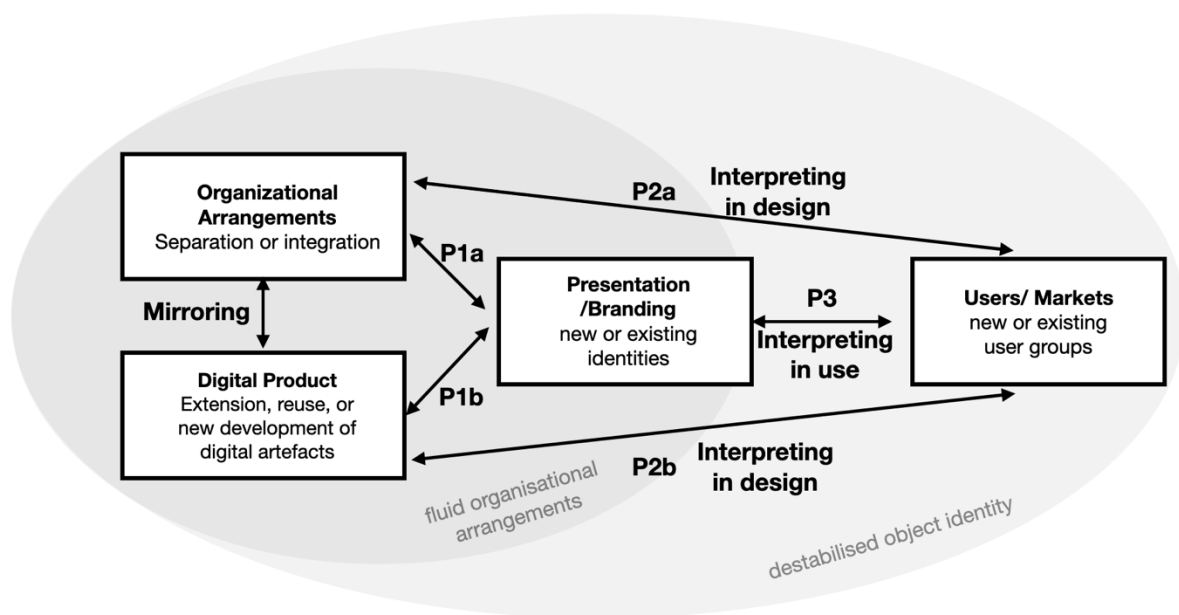 Organizational
Arrangements
Separation or integration
P2a
Interpreting
in design
P1a
Mirroring
Presentation
/Branding
new or existing
identities
P3
Interpreting
in use
Users/ Markets
new or existing
user groups
Digital Product
Extension, reuse, or
new development of
digital artefacts
P1b
P2b
Interpreting
in design
fluid organisational
arrangements
destabilised object identity